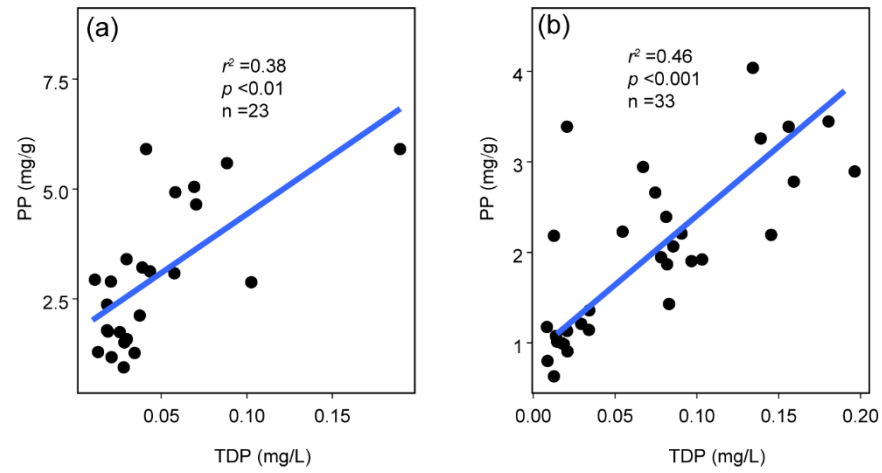 (a)
r² =0.38
p <0.01
n =23
7.5
5.0
2.5
PP (mg/g)
0.05
0.10
0.15
TDP (mg/L)
(b)
r² =0.46
p <0.001
n =33
4
3
2
1
PP (mg/g)
0.00
0.05
0.10
0.15
0.20
TDP (mg/L)